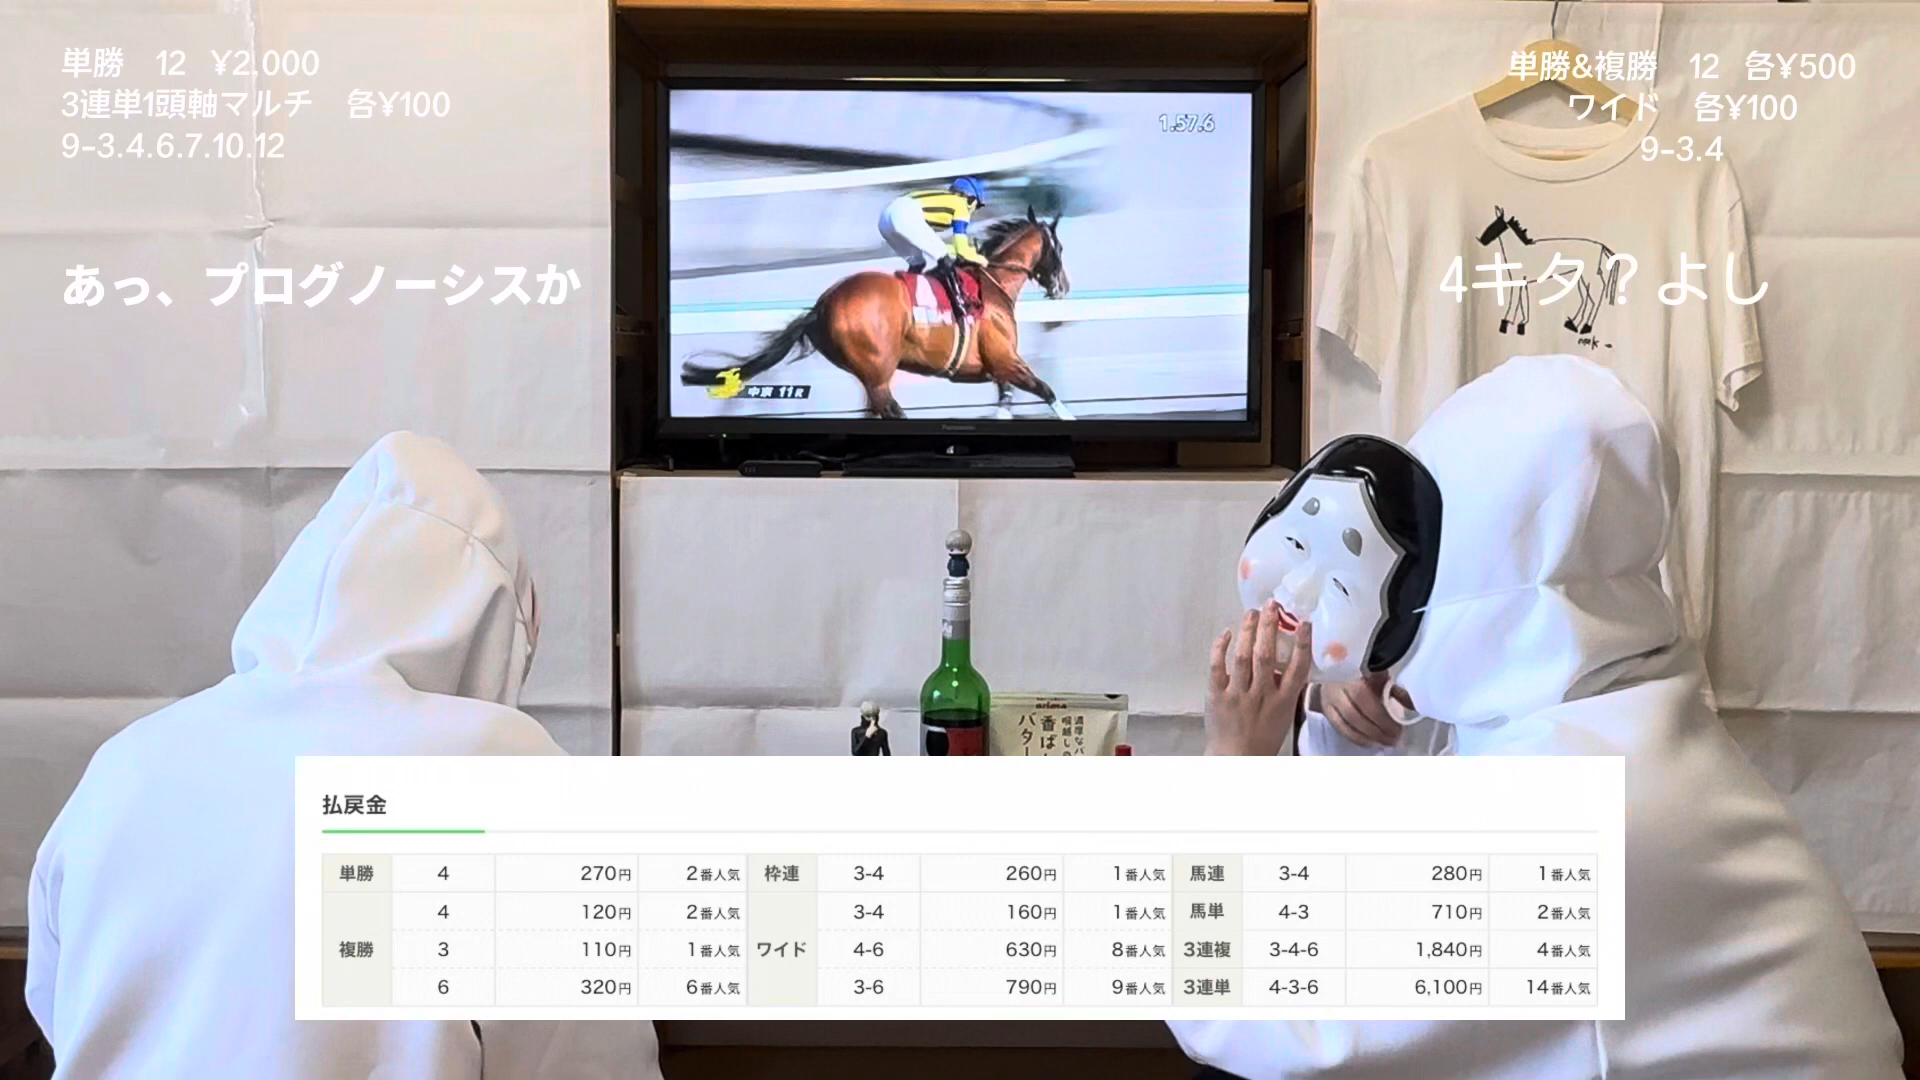 単勝　12　¥2,000
3連単1頭軸マルチ　各¥100
9-3.4.6.7.10.12
単勝&複勝　12　各¥500
ワイド　各¥100
9-3.4
1.57.6
あっ、プログノーシスか
4キタ？よし
中京 11R
Panasonic
香ば
バター
払戻金
単勝 4 270円 2番人気 枠連 3-4 260円 1番人気 馬連 3-4 280円 1番人気
複勝 4 120円 2番人気 ワイド 3-4 160円 1番人気 馬単 4-3 710円 2番人気
3 110円 1番人気 4-6 630円 8番人気 3連複 3-4-6 1,840円 4番人気
6 320円 6番人気 3-6 790円 9番人気 3連単 4-3-6 6,100円 14番人気